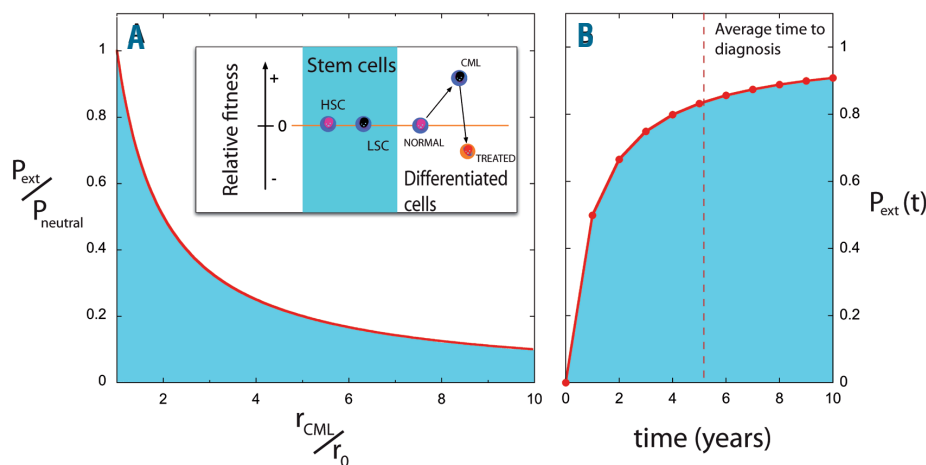 A
B
Average time to
diagnosis
Stem cells
Relative fitness
+
0
-
HSC
LSC
NORMAL
CML
TREATED
Differentiated
cells
P_ext / P_neutral
1
0.8
0.6
0.4
0.2
0
2
4
6
8
10
r_CML / r_0
1
0.8
0.6
0.4
0.2
0
P_ext (t)
0
2
4
6
8
10
time (years)